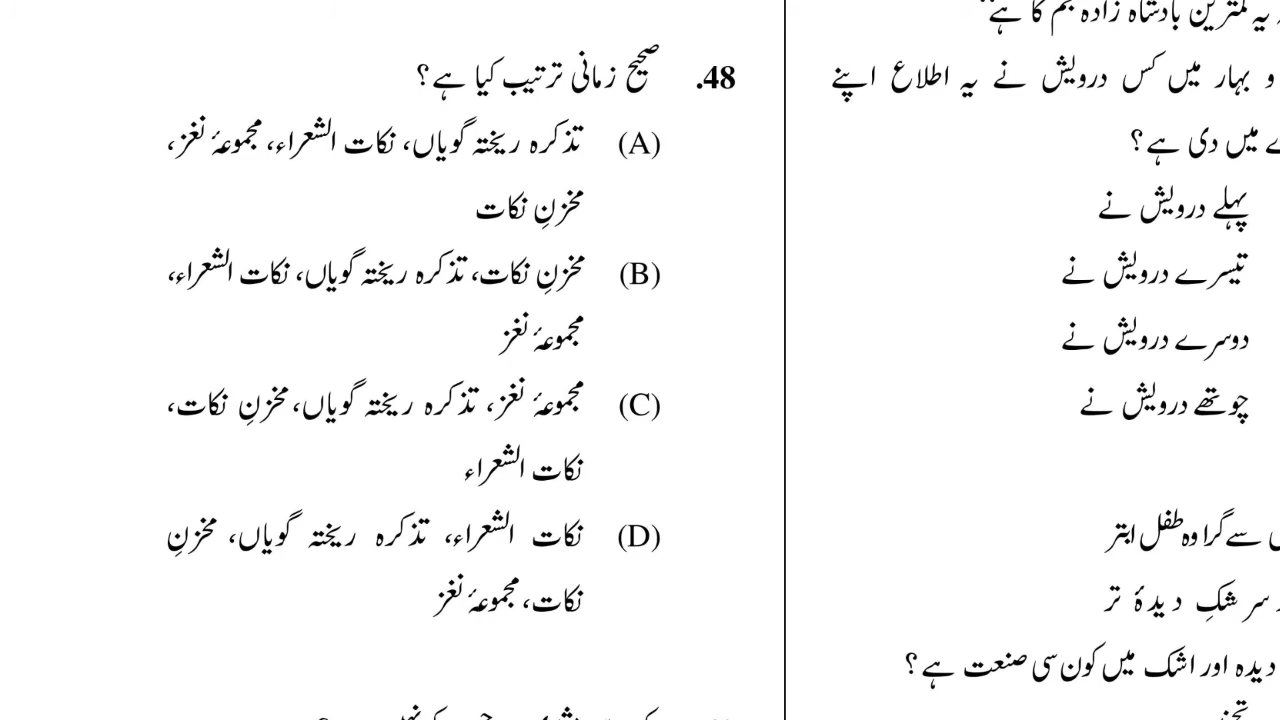 یہ کمترین بادشاہ زادہ عجم کا ہے"
و بہار میں کس درویش نے یہ اطلاع اپنے
میں دی ہے؟
پہلے درویش نے
تیسرے درویش نے
دوسرے درویش نے
چوتھے درویش نے
سے گرا وہ طفل ابتر
سر شکِ دیدۂ تر
دیدہ اور اشک میں کون سی صنعت ہے؟
48. صحیح زمانی ترتیب کیا ہے؟
(A) تذکرہ ریختہ گویاں، نکات الشعراء، مجموعۂ نغز،
مخزنِ نکات
(B) مخزنِ نکات، تذکرہ ریختہ گویاں، نکات الشعراء،
مجموعۂ نغز
(C) مجموعۂ نغز، تذکرہ ریختہ گویاں، مخزنِ نکات،
نکات الشعراء
(D) نکات الشعراء، تذکرہ ریختہ گویاں، مخزنِ
نکات، مجموعۂ نغز